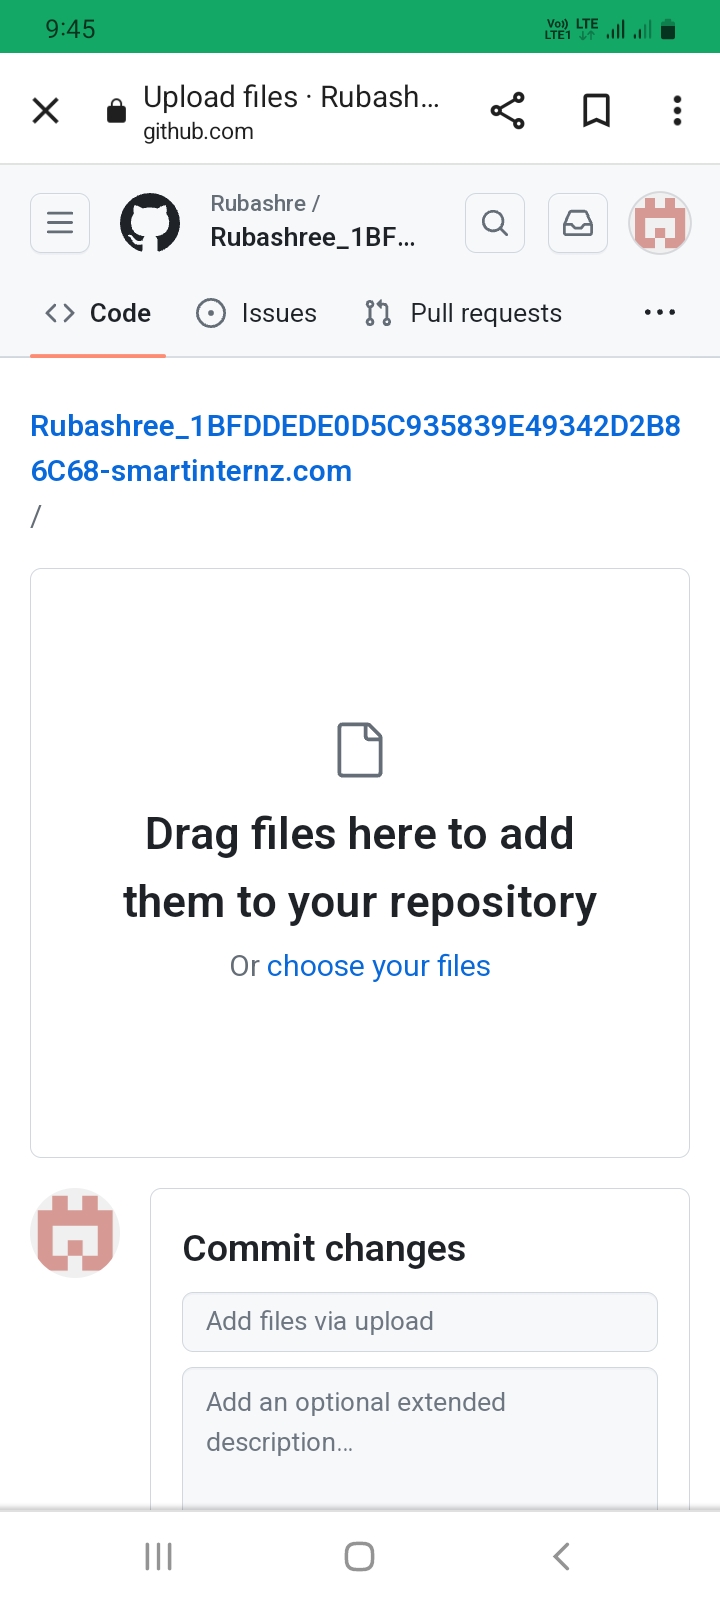 9:45
Vo)) LTE
LTE1
Upload files · Rubash...
github.com
Rubashre /
Rubashree_1BF...
Code
Issues
Pull requests
Rubashree_1BFDDEDE0D5C935839E49342D2B8
6C68-smartinternz.com
/
Drag files here to add
them to your repository
Or choose your files
Commit changes
Add files via upload
Add an optional extended
description...